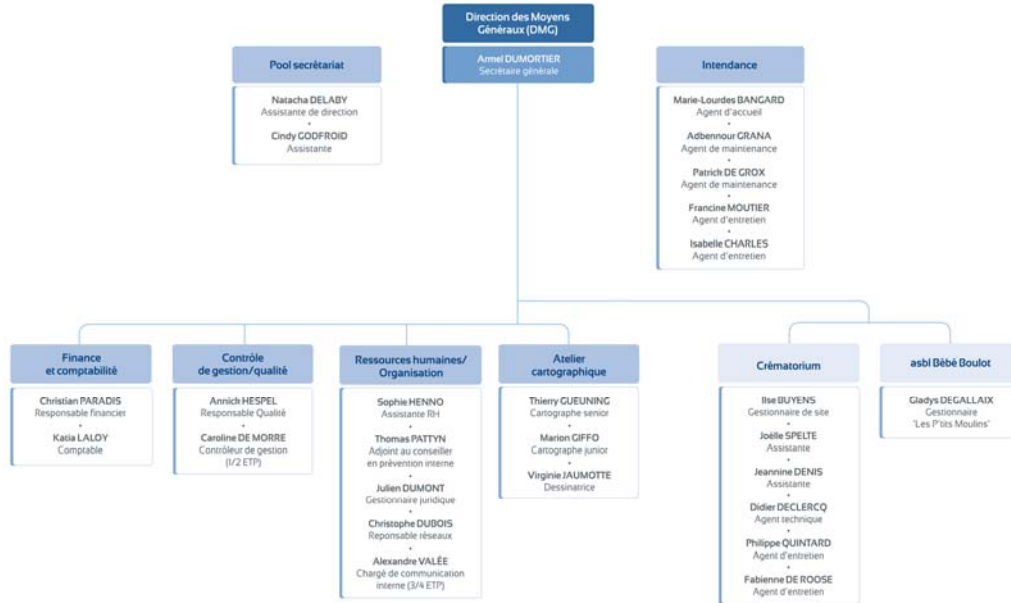 Direction des Moyens
Généraux (DMG)
Armel DUMORTIER
Secrétaire générale
Pool secrétariat
Natacha DELABY
Assistante de direction
•
Cindy GODFROID
Assistante
Intendance
Marie-Lourdes BANGARD
Agent d'accueil
•
Adbennour GRANA
Agent de maintenance
•
Patrick DE GROX
Agent de maintenance
•
Francine MOUTIER
Agent d'entretien
•
Isabelle CHARLES
Agent d'entretien
Finance
et comptabilité
Christian PARADIS
Responsable financier
•
Katia LALOY
Comptable
Contrôle
de gestion/qualité
Annick HESPEL
Responsable Qualité
•
Caroline DE MORRE
Contrôleur de gestion
(1/2 ETP)
Ressources humaines/
Organisation
Sophie HENNO
Assistante RH
•
Thomas PATTYN
Adjoint au conseiller
en prévention interne
•
Julien DUMONT
Gestionnaire juridique
•
Christophe DUBOIS
Reponsable réseaux
•
Alexandre VALÉE
Chargé de communication
interne (3/4 ETP)
Atelier
cartographique
Thierry GUEUNING
Cartographe senior
•
Marion GIFFO
Cartographe junior
•
Virginie JAUMOTTE
Dessinatrice
Crématorium
Ilse BUYENS
Gestionnaire de site
•
Joëlle SPELTE
Assistante
•
Jeannine DENIS
Assistante
•
Didier DECLERCQ
Agent technique
•
Philippe QUINTARD
Agent d'entretien
•
Fabienne DE ROOSE
Agent d'entretien
asbl Bébé Boulot
Gladys DEGALLAIX
Gestionnaire
'Les P'tits Moulins'